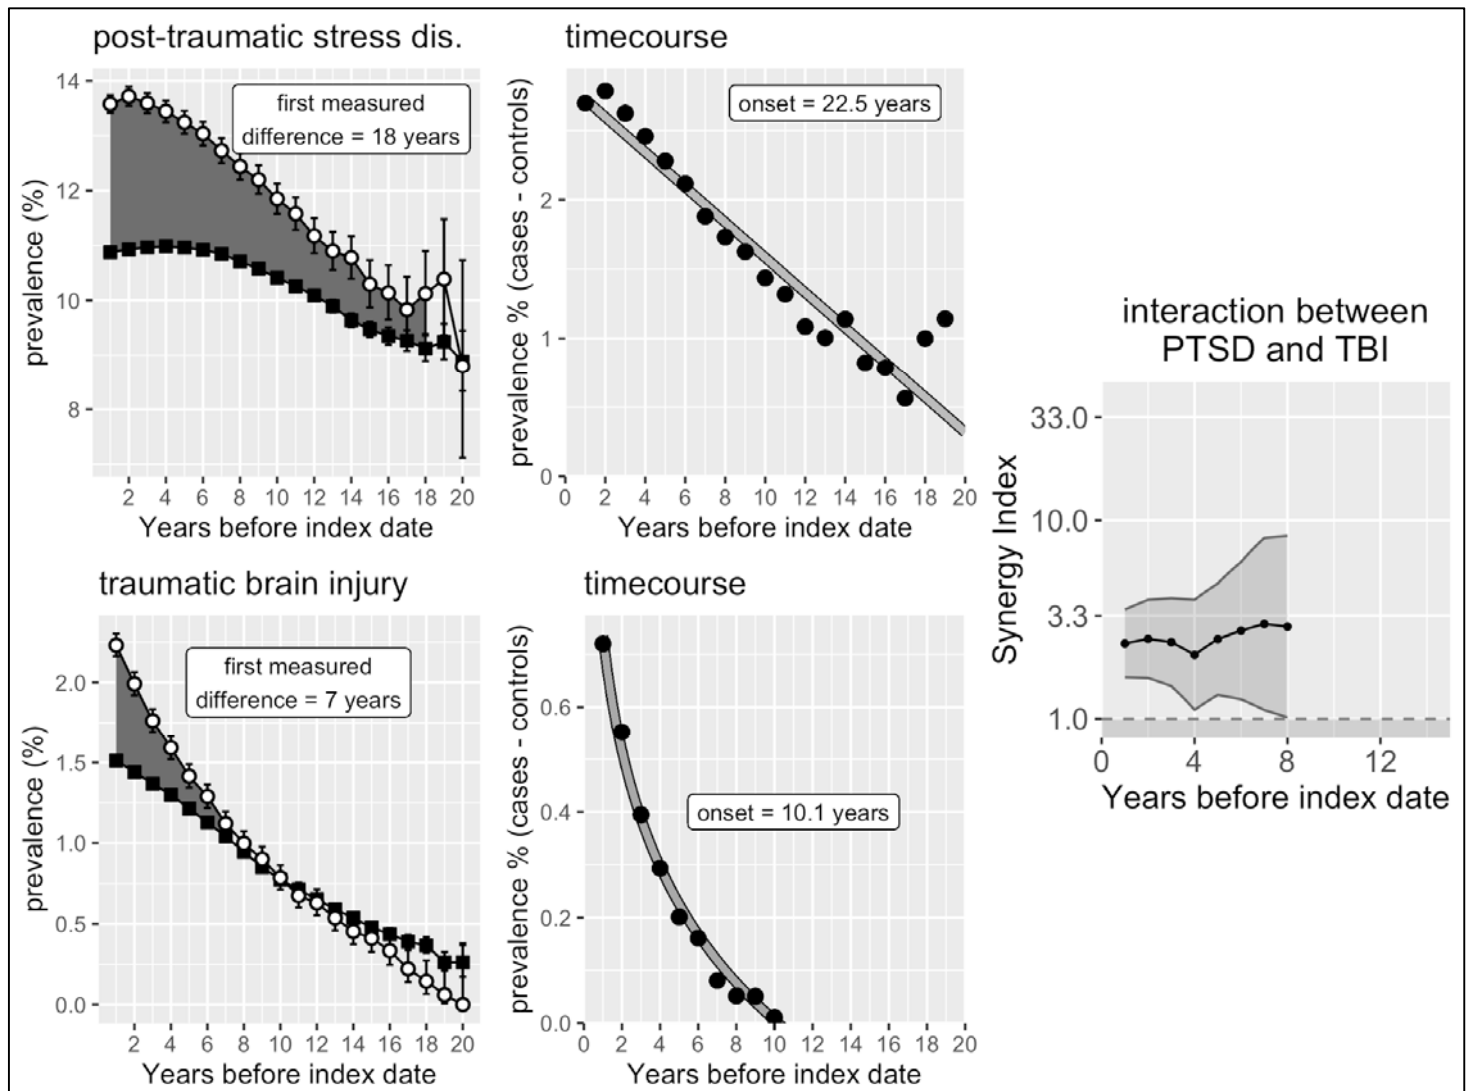 post-traumatic stress dis.
14
12
10
8
prevalence (%)
first measured
difference = 18 years
2 4 6 8 10 12 14 16 18 20
Years before index date
timecourse
2
1
0
prevalence % (cases - controls)
onset = 22.5 years
0 2 4 6 8 10 12 14 16 18 20
Years before index date
traumatic brain injury
2.0
1.5
1.0
0.5
0.0
prevalence (%)
first measured
difference = 7 years
2 4 6 8 10 12 14 16 18 20
Years before index date
timecourse
0.6
0.4
0.2
0.0
prevalence % (cases - controls)
onset = 10.1 years
0 2 4 6 8 10 12 14 16 18 20
Years before index date
interaction between
PTSD and TBI
33.0
10.0
3.3
1.0
Synergy Index
0 4 8 12
Years before index date